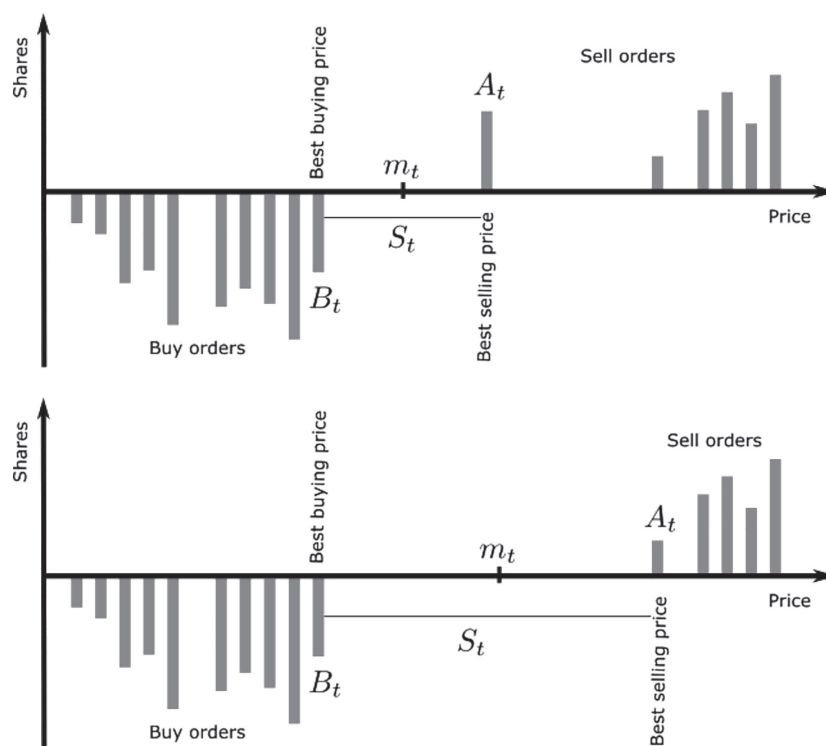 Shares
Best buying price
Sell orders
A_t
m_t
Price
S_t
B_t
Best selling price
Buy orders
Shares
Best buying price
Sell orders
A_t
m_t
Price
S_t
B_t
Best selling price
Buy orders